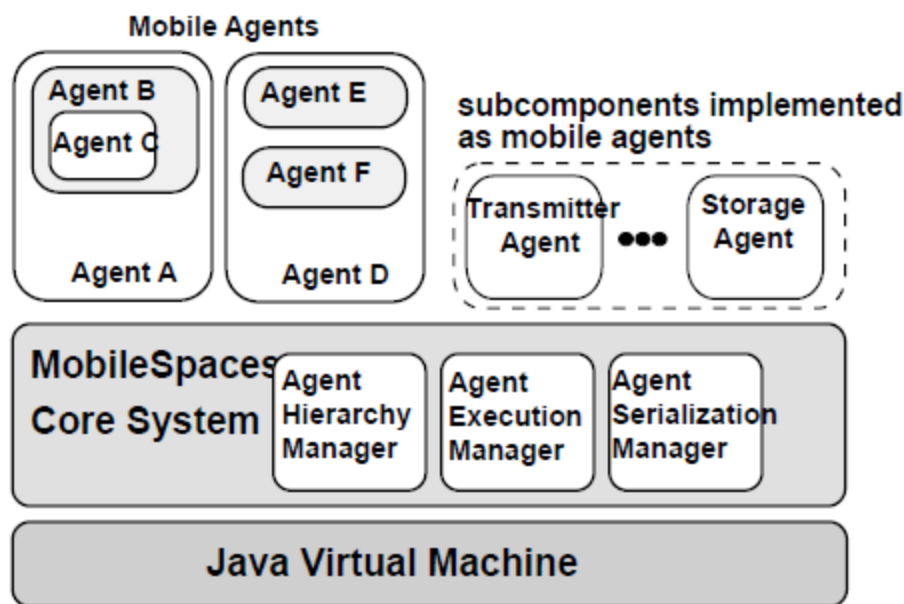 Mobile Agents
Agent B
Agent C
Agent A
Agent E
Agent F
Agent D
subcomponents implemented
as mobile agents
Transmitter
Agent
Storage
Agent
MobileSpaces
Core System
Agent
Hierarchy
Manager
Agent
Execution
Manager
Agent
Serialization
Manager
Java Virtual Machine